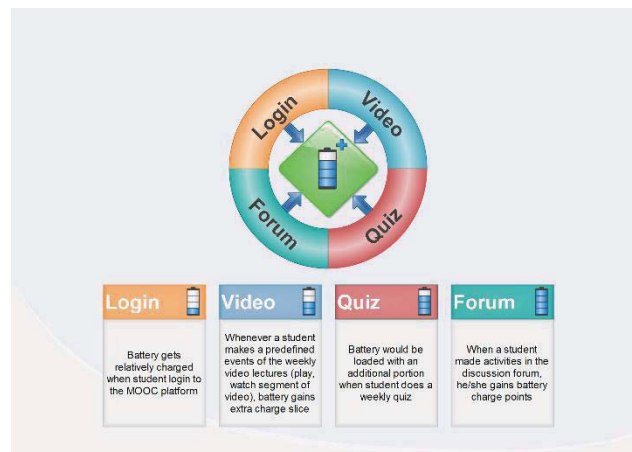 Login
Video
Forum
Quiz
Login
Battery gets
relatively charged
when student login to
the MOOC platform
Video
Whenever a student
makes a predefined
events of the weekly
video lectures (play,
watch segment of
video), battery gains
extra charge slice
Quiz
Battery would be
loaded with an
additional portion
when student does a
weekly quiz
Forum
When a student
made activities in the
discussion forum,
he/she gains battery
charge points